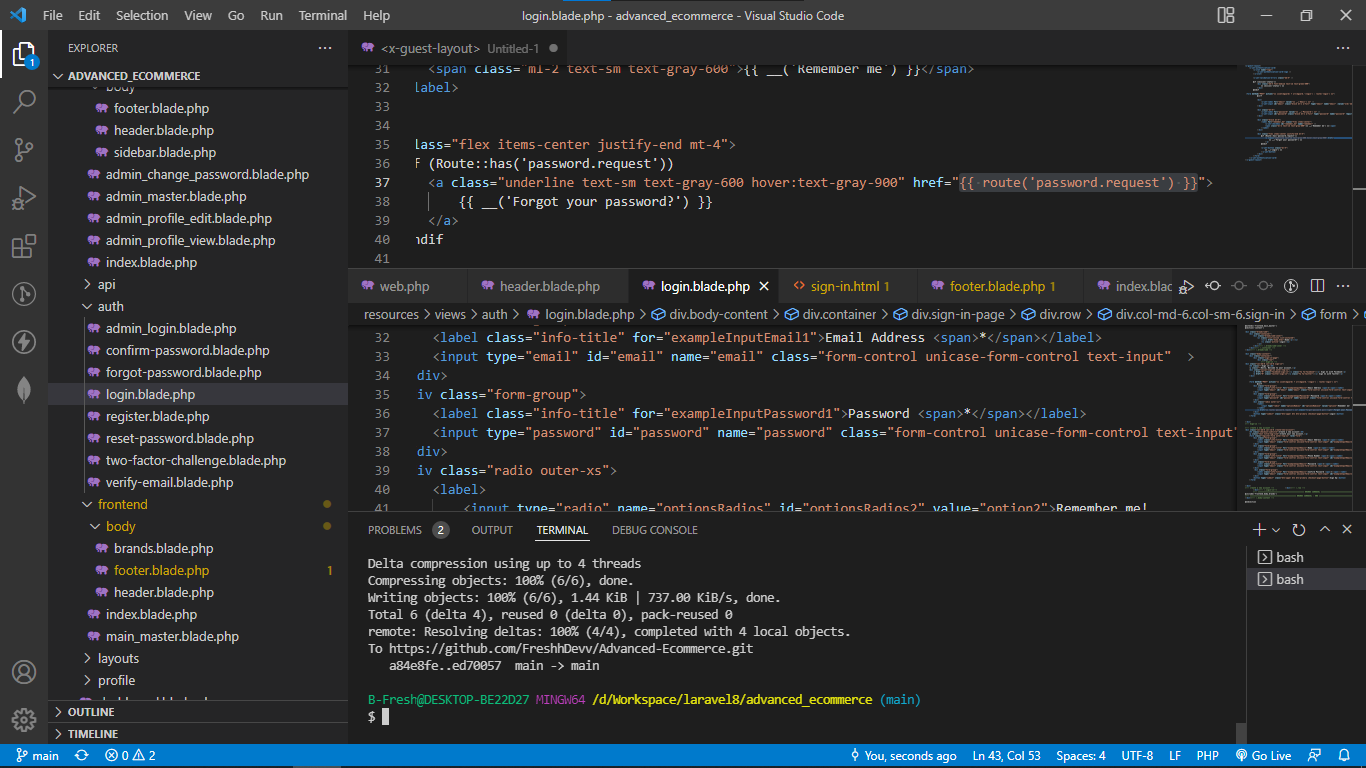 File Edit Selection View Go Run Terminal Help login.blade.php - advanced_ecommerce - Visual Studio Code
1
EXPLORER ...
ADVANCED_ECOMMERCE
body
footer.blade.php
header.blade.php
sidebar.blade.php
admin_change_password.blade.php
admin_master.blade.php
admin_profile_edit.blade.php
admin_profile_view.blade.php
index.blade.php
api
auth
admin_login.blade.php
confirm-password.blade.php
forgot-password.blade.php
login.blade.php
register.blade.php
reset-password.blade.php
two-factor-challenge.blade.php
verify-email.blade.php
frontend
body
brands.blade.php
footer.blade.php 1
header.blade.php
index.blade.php
main_master.blade.php
layouts
profile
OUTLINE
TIMELINE
<x-guest-layout> Untitled-1 ...
31 <span class="ml-2 text-sm text-gray-600">{{ __('Remember me') }}</span>
32 label>
33
34
35 lass="flex items-center justify-end mt-4">
36 f (Route::has('password.request'))
37 <a class="underline text-sm text-gray-600 hover:text-gray-900" href="{{ route('password.request') }}">
38 {{ __('Forgot your password?') }}
39 </a>
40 ndif
41
web.php header.blade.php login.blade.php sign-in.html 1 footer.blade.php 1 index.blac ...
resources > views > auth > login.blade.php > div.body-content > div.container > div.sign-in-page > div.row > div.col-md-6.col-sm-6.sign-in > form >
32 <label class="info-title" for="exampleInputEmail1">Email Address <span>*</span></label>
33 <input type="email" id="email" name="email" class="form-control unicase-form-control text-input" >
34 div>
35 iv class="form-group">
36 <label class="info-title" for="exampleInputPassword1">Password <span>*</span></label>
37 <input type="password" id="password" name="password" class="form-control unicase-form-control text-input"
38 div>
39 iv class="radio outer-xs">
40 <label>
41 <input type="radio" name="optionsRadios" id="optionsRadios2" value="option2">Remember me!
PROBLEMS 2 OUTPUT TERMINAL DEBUG CONSOLE
Delta compression using up to 4 threads
Compressing objects: 100% (6/6), done.
Writing objects: 100% (6/6), 1.44 KiB | 737.00 KiB/s, done.
Total 6 (delta 4), reused 0 (delta 0), pack-reused 0
remote: Resolving deltas: 100% (4/4), completed with 4 local objects.
To https://github.com/FreshhDevv/Advanced-Ecommerce.git
a84e8fe..ed70057 main -> main
B-Fresh@DESKTOP-BE22D27 MINGW64 /d/Workspace/laravel8/advanced_ecommerce (main)
$
bash
bash
main 0 2 You, seconds ago Ln 43, Col 53 Spaces: 4 UTF-8 LF PHP Go Live